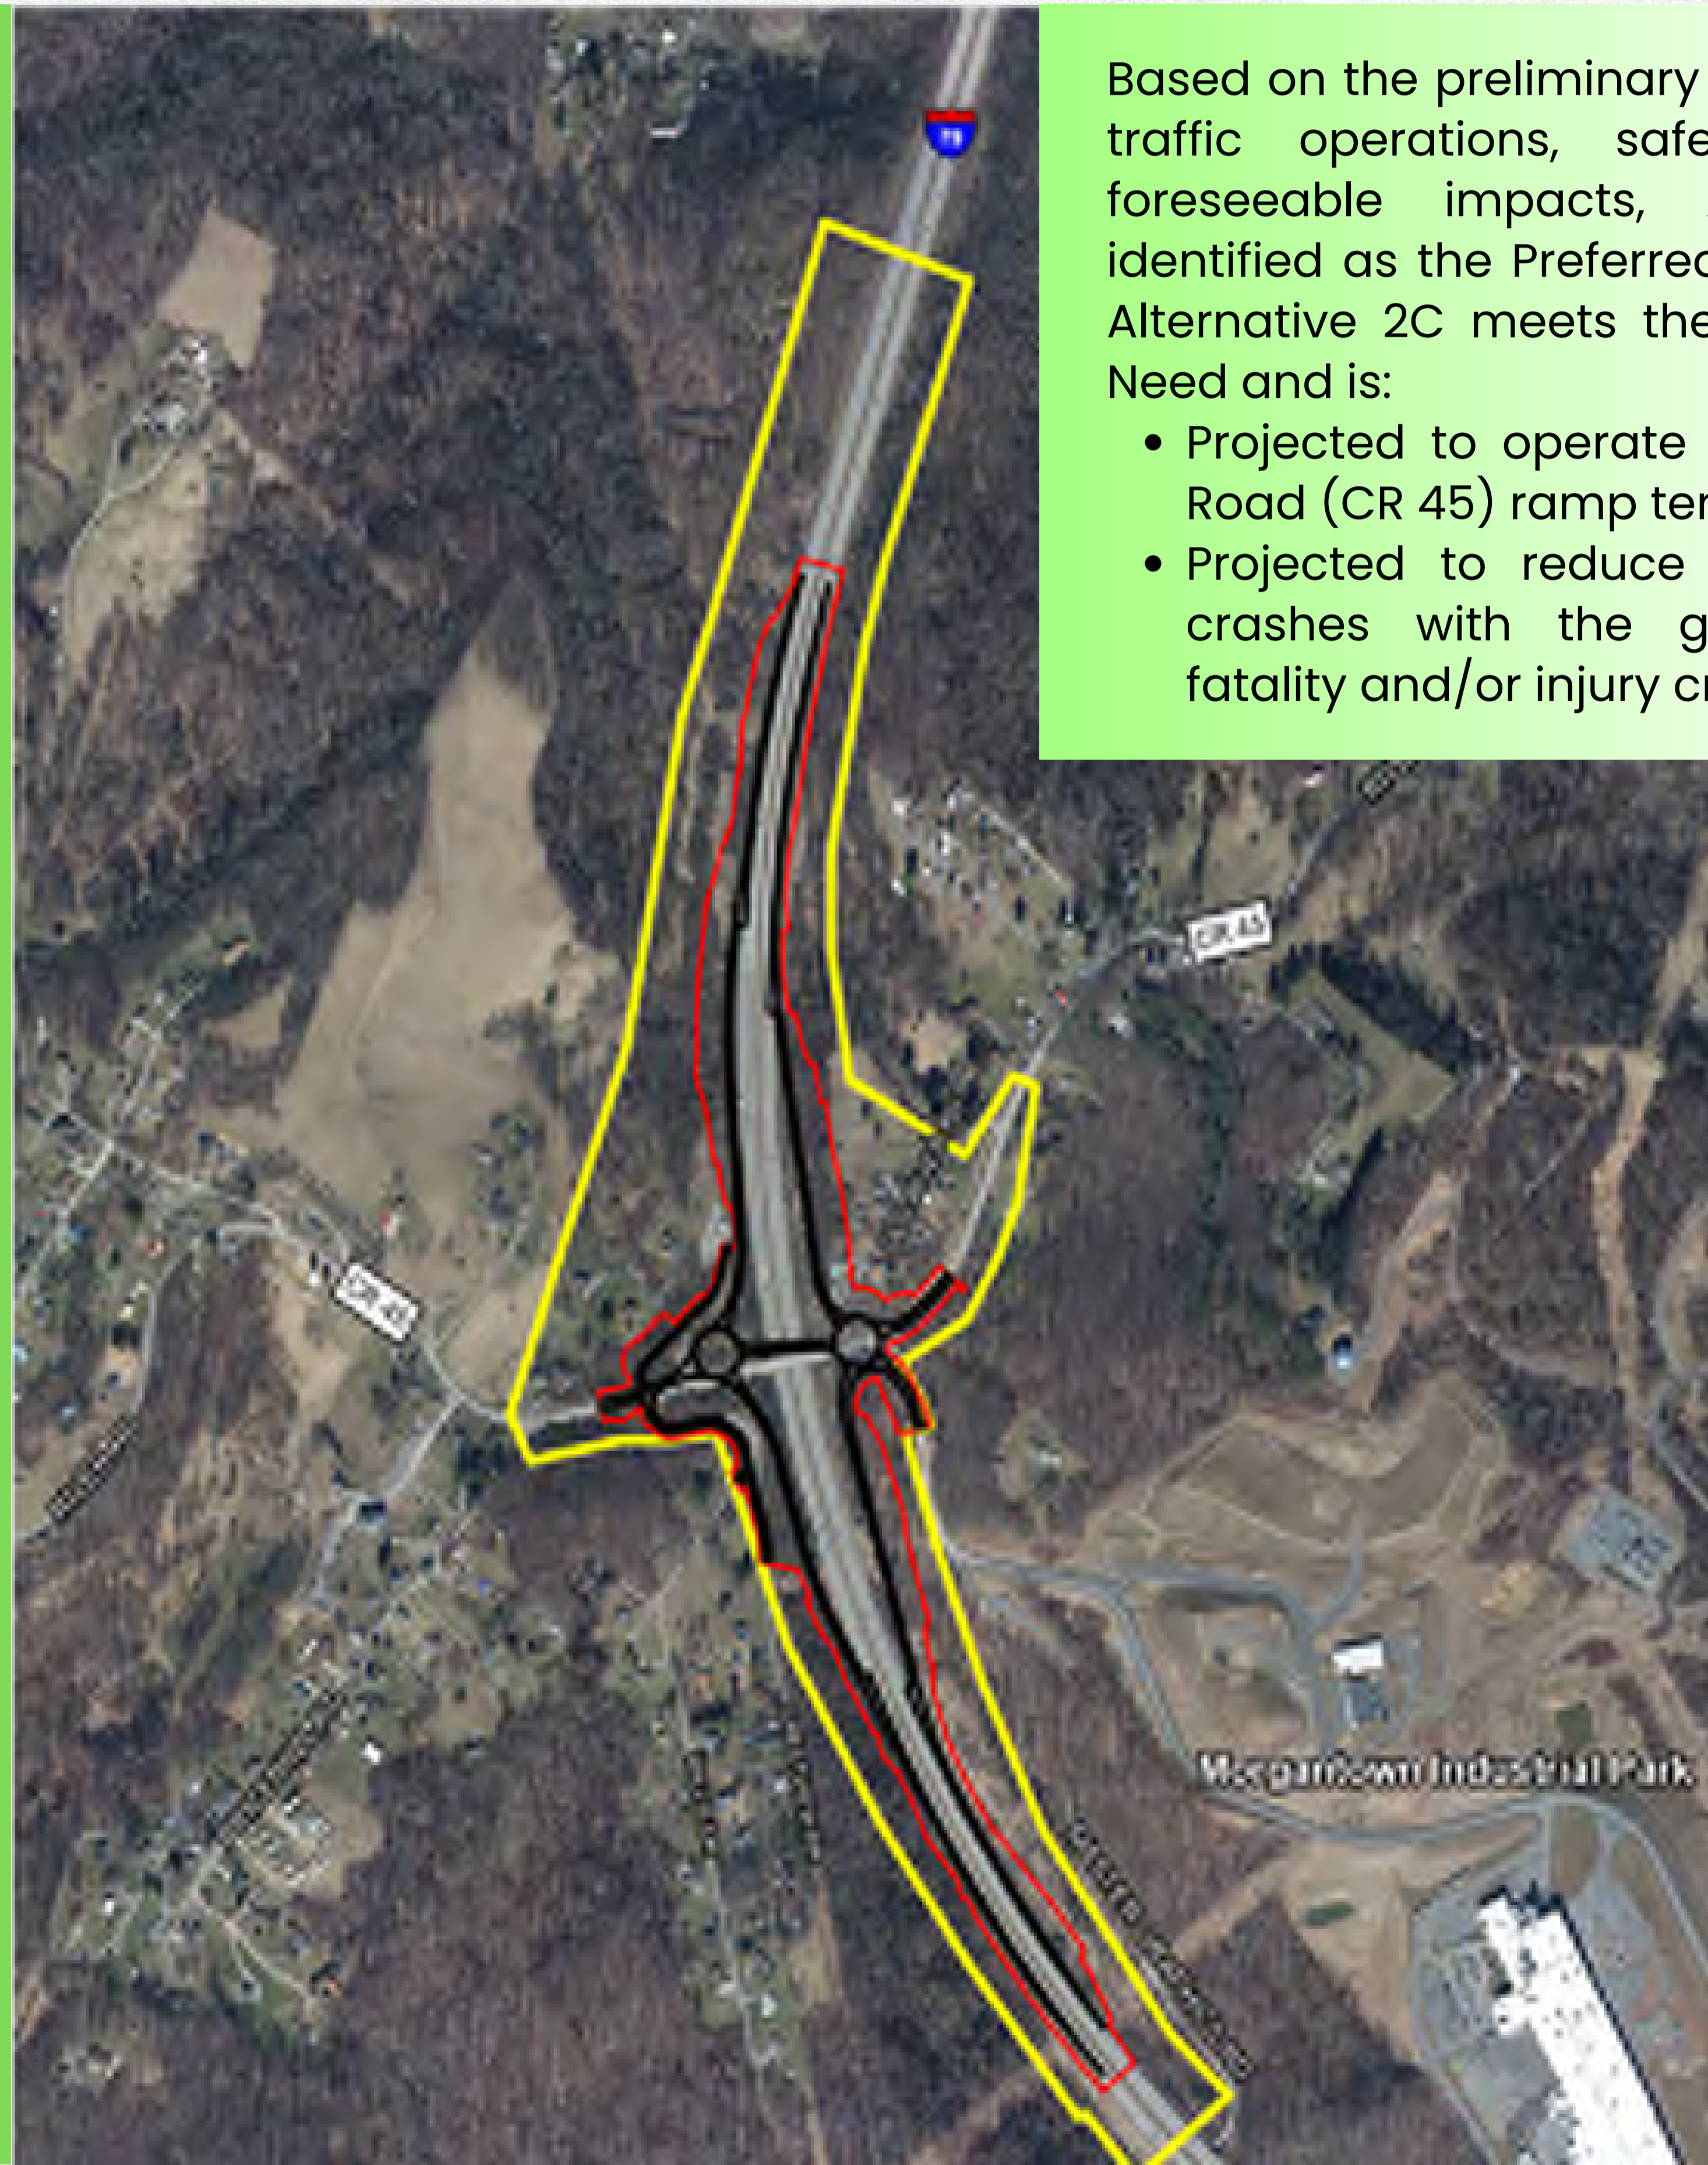 Based on the preliminary
traffic operations, safe
foreseeable impacts,
identified as the Preferred
Alternative 2C meets the
Need and is:
• Projected to operate
Road (CR 45) ramp ter
• Projected to reduce
crashes with the g
fatality and/or injury cr
79
CR 45
CR 45
Morgantown Industrial Park